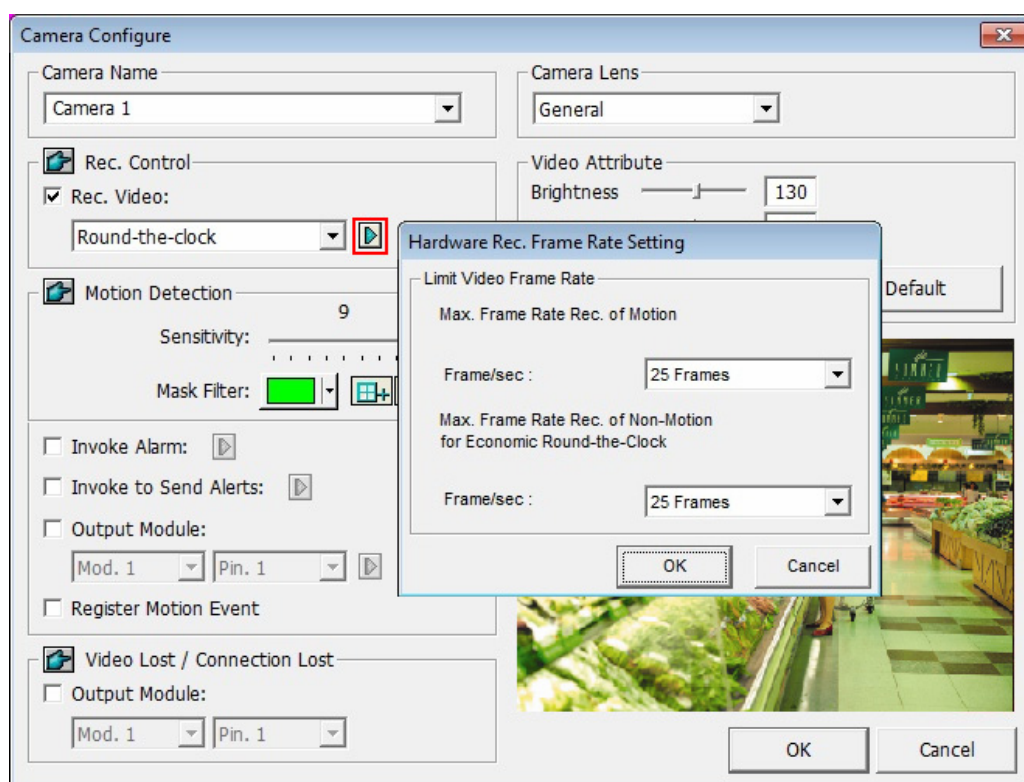 Camera Configure
Camera Name
Camera 1
Camera Lens
General
Rec. Control
Rec. Video:
Round-the-clock
Video Attribute
Brightness 130
Default
Motion Detection
9
Sensitivity:
Mask Filter:
Hardware Rec. Frame Rate Setting
Limit Video Frame Rate
Max. Frame Rate Rec. of Motion
Frame/sec : 25 Frames
Max. Frame Rate Rec. of Non-Motion
for Economic Round-the-Clock
Frame/sec : 25 Frames
OK Cancel
Invoke Alarm:
Invoke to Send Alerts:
Output Module:
Mod. 1 Pin. 1
Register Motion Event
Video Lost / Connection Lost
Output Module:
Mod. 1 Pin. 1
OK Cancel